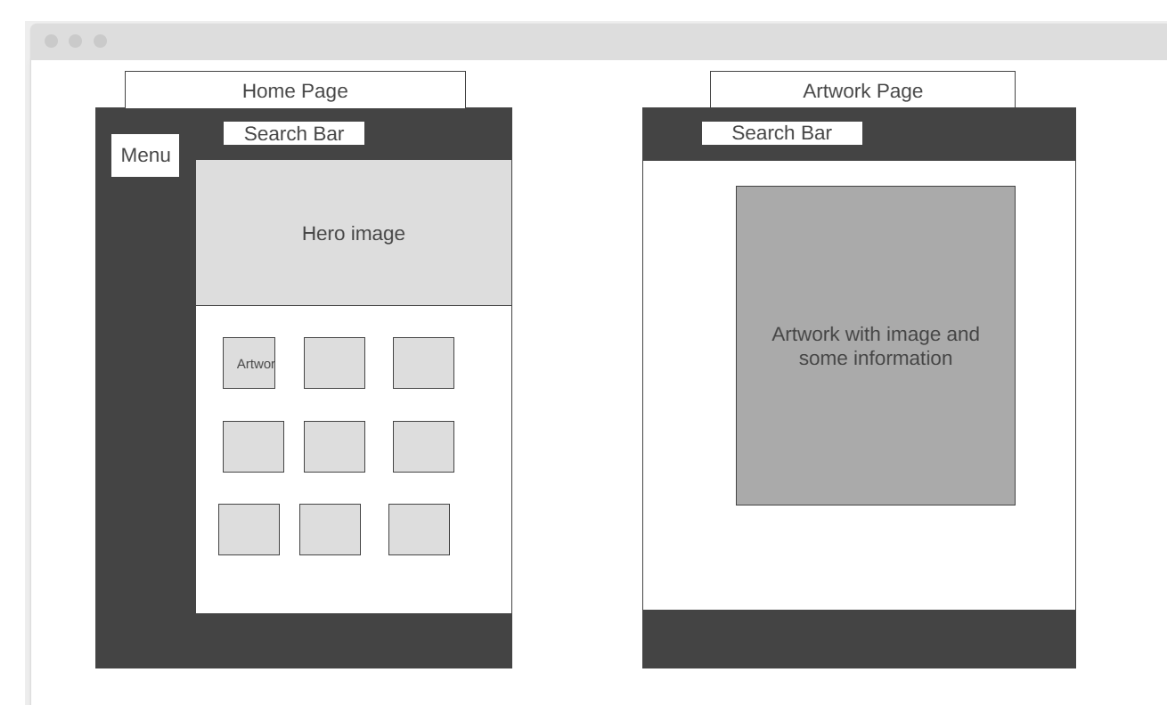 Home Page
Search Bar
Menu
Hero image
Artwor
Artwork Page
Search Bar
Artwork with image and
some information